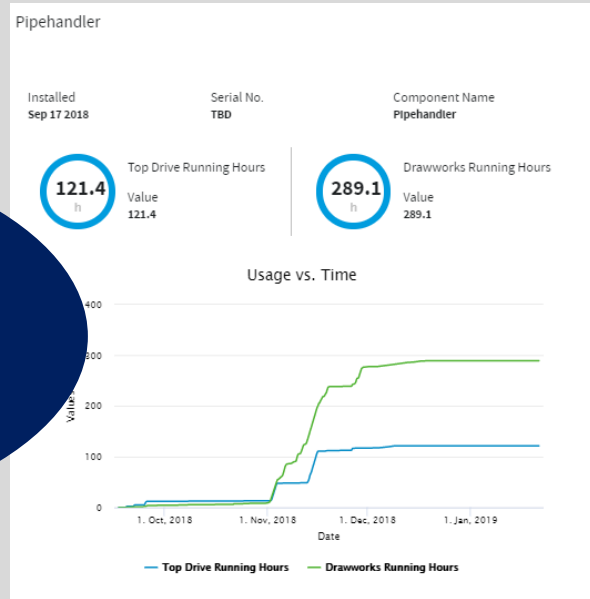 Pipehandler
Installed Serial No. Component Name
Sep 17 2018 TBD Pipehandler
121.4 h Top Drive Running Hours
Value
121.4
289.1 h Drawworks Running Hours
Value
289.1
Usage vs. Time
400
300
200
100
0
Values
1. Oct, 2018 1. Nov, 2018 1. Dec, 2018 1. Jan, 2019
Date
Top Drive Running Hours Drawworks Running Hours